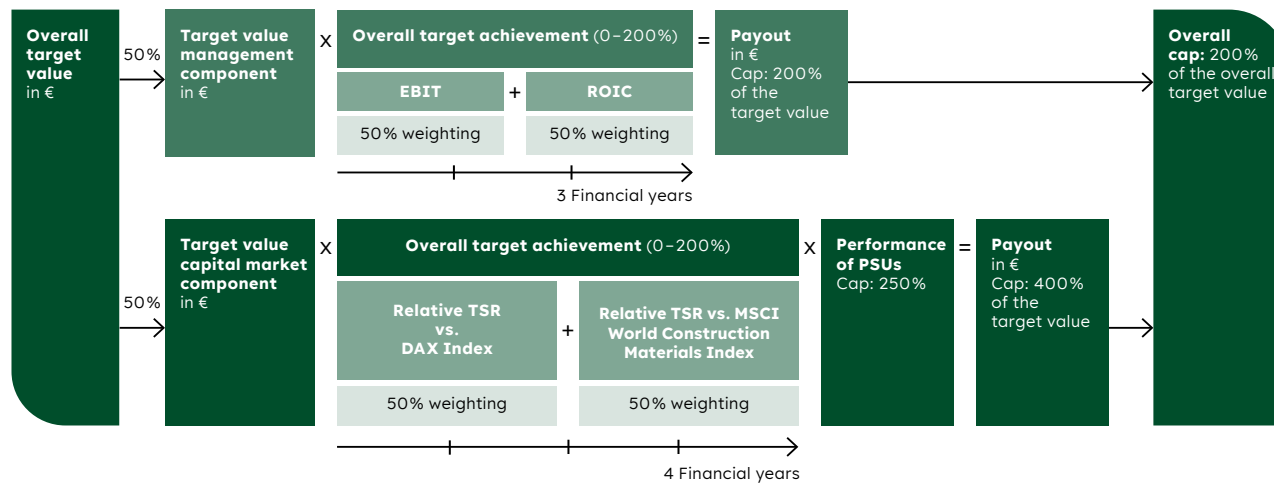 Overall
target
value
in €
50%
Target value
management
component
in €
x
Overall target achievement (0–200%)
EBIT
+
ROIC
50% weighting
50% weighting
3 Financial years
=
Payout
in €
Cap: 200%
of the
target value
Overall
cap: 200%
of the overall
target value
50%
Target value
capital market
component
in €
x
Overall target achievement (0–200%)
Relative TSR
vs.
DAX Index
+
Relative TSR vs. MSCI
World Construction
Materials Index
50% weighting
50% weighting
4 Financial years
x
Performance
of PSUs
Cap: 250%
=
Payout
in €
Cap: 400%
of the
target value